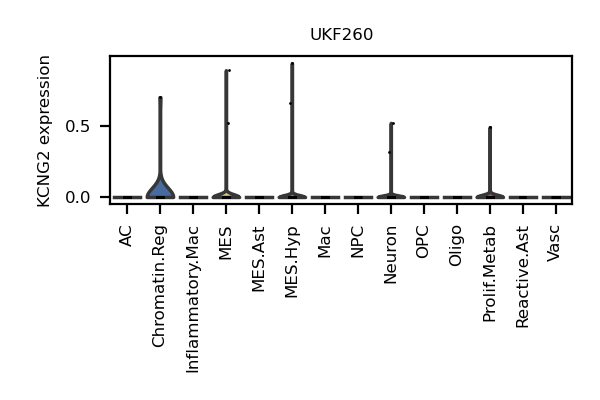 UKF260
KCNG2 expression
0.5
0.0
AC
Chromatin.Reg
Inflammatory.Mac
MES
MES.Ast
MES.Hyp
Mac
NPC
Neuron
OPC
Oligo
Prolif.Metab
Reactive.Ast
Vasc